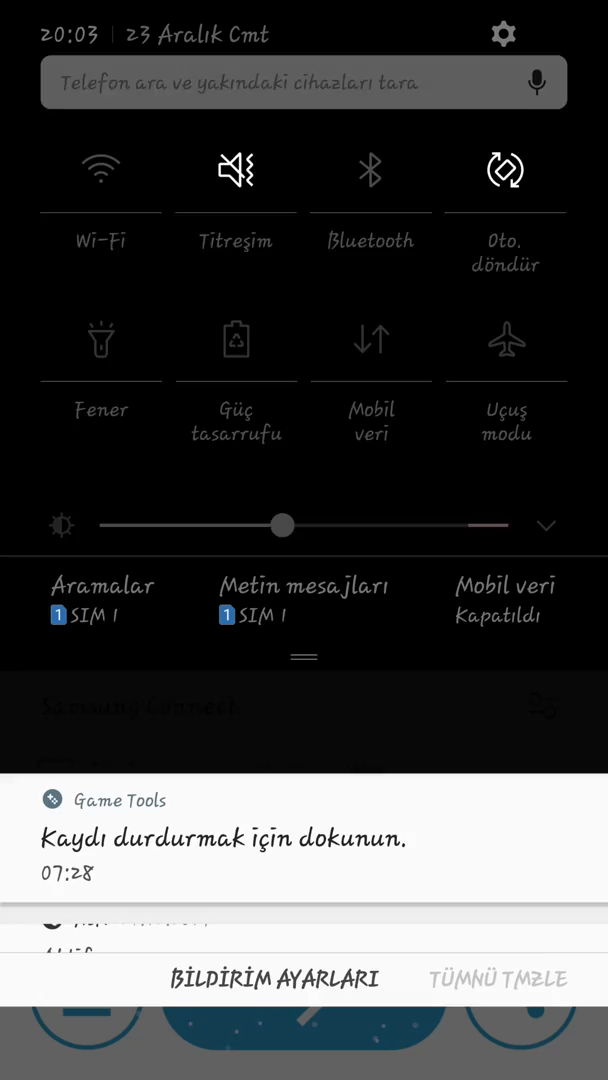 20:03 | 23 Aralık Cmt
Telefon ara ve yakındaki cihazları tara
Wi-Fi
Titreşim
Bluetooth
Oto.
döndür
Fener
Güç
tasarrufu
Mobil
veri
Uçuş
modu
Aramalar
1 SIM 1
Metin mesajları
1 SIM 1
Mobil veri
Kapatıldı
Samsung Connect
Game Tools
Kaydı durdurmak için dokunun.
07:28
BİLDİRİM AYARLARI
TÜMNÜ TMZLE